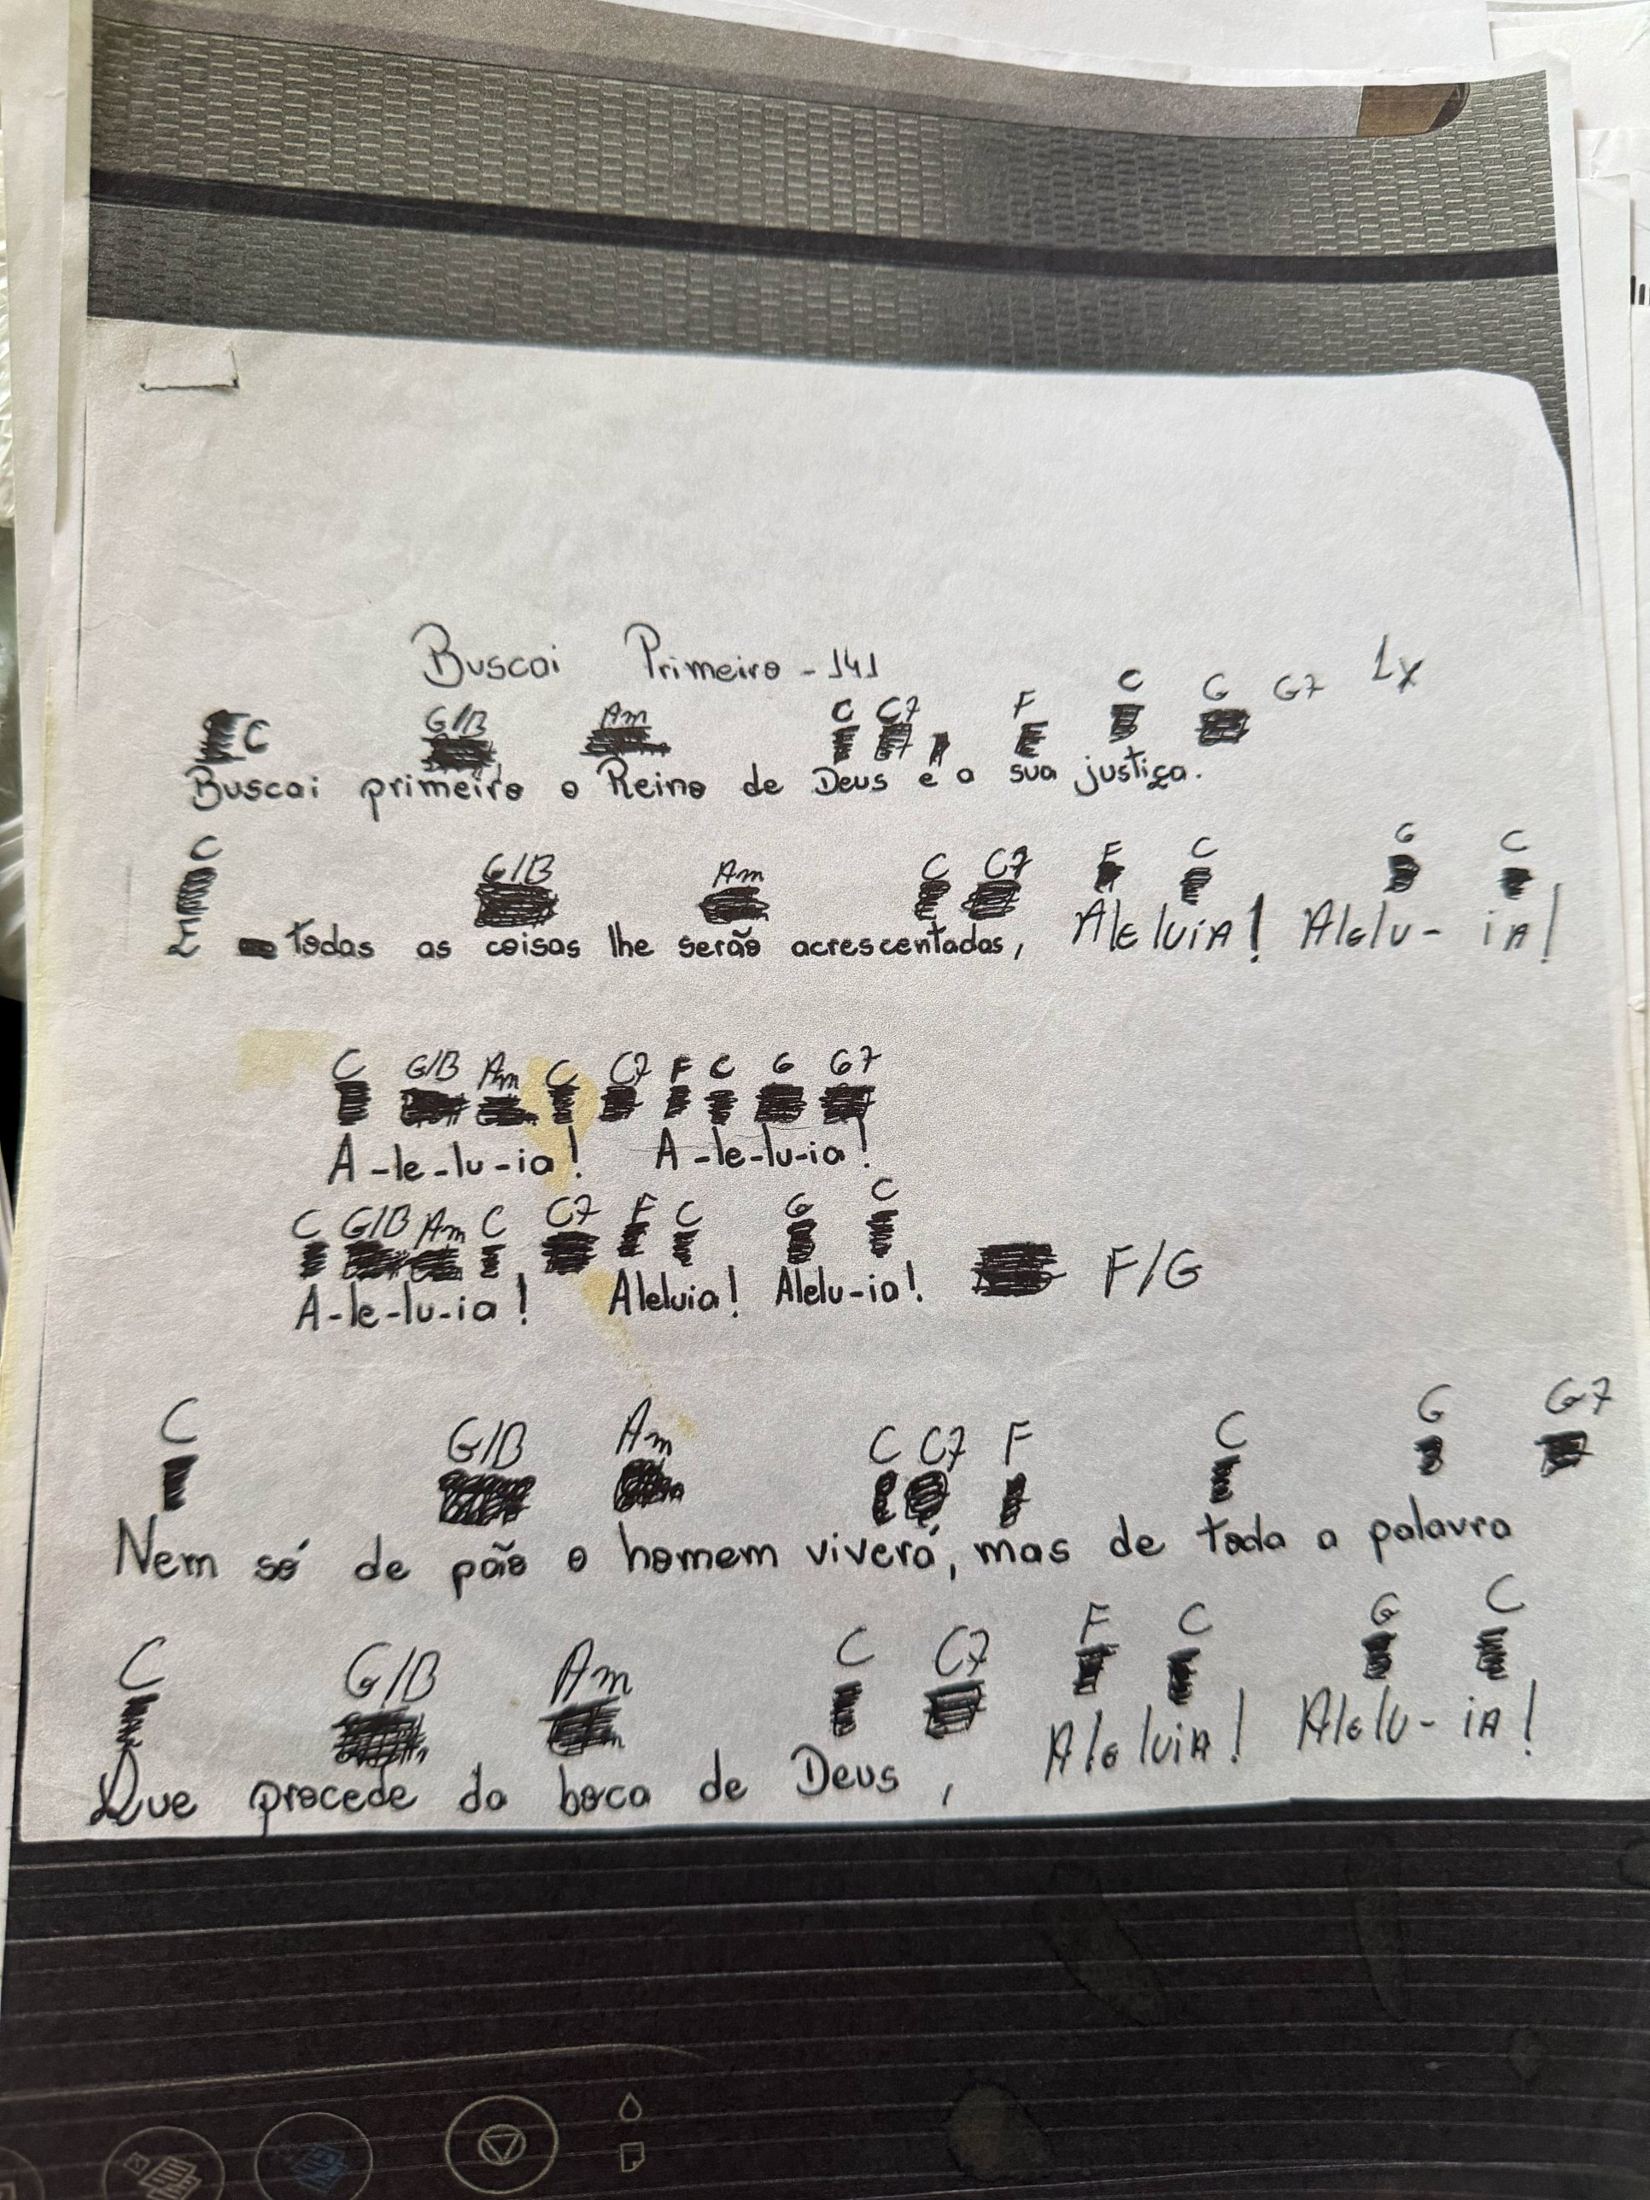 Buscai Primeiro - 141
1x
C G/B Am C C7 F C G G7
Buscai primeiro o Reino de Deus e a sua justiça.
C G/B Am C C7 F C G C
E todas as coisas lhe serão acrescentadas, Aleluia! Alelu- ia!
C G/B Am C C7 F C G G7
A-le-lu-ia! A-le-lu-ia!
C G/B Am C C7 F C G C
A-le-lu-ia! Aleluia! Alelu-ia! F/G
C G/B Am C C7 F C G G7
Nem só de pão o homem viverá, mas de toda a palavra
C G/B Am C C7 F C G C
Que procede da boca de Deus, Aleluia! Alelu- ia!